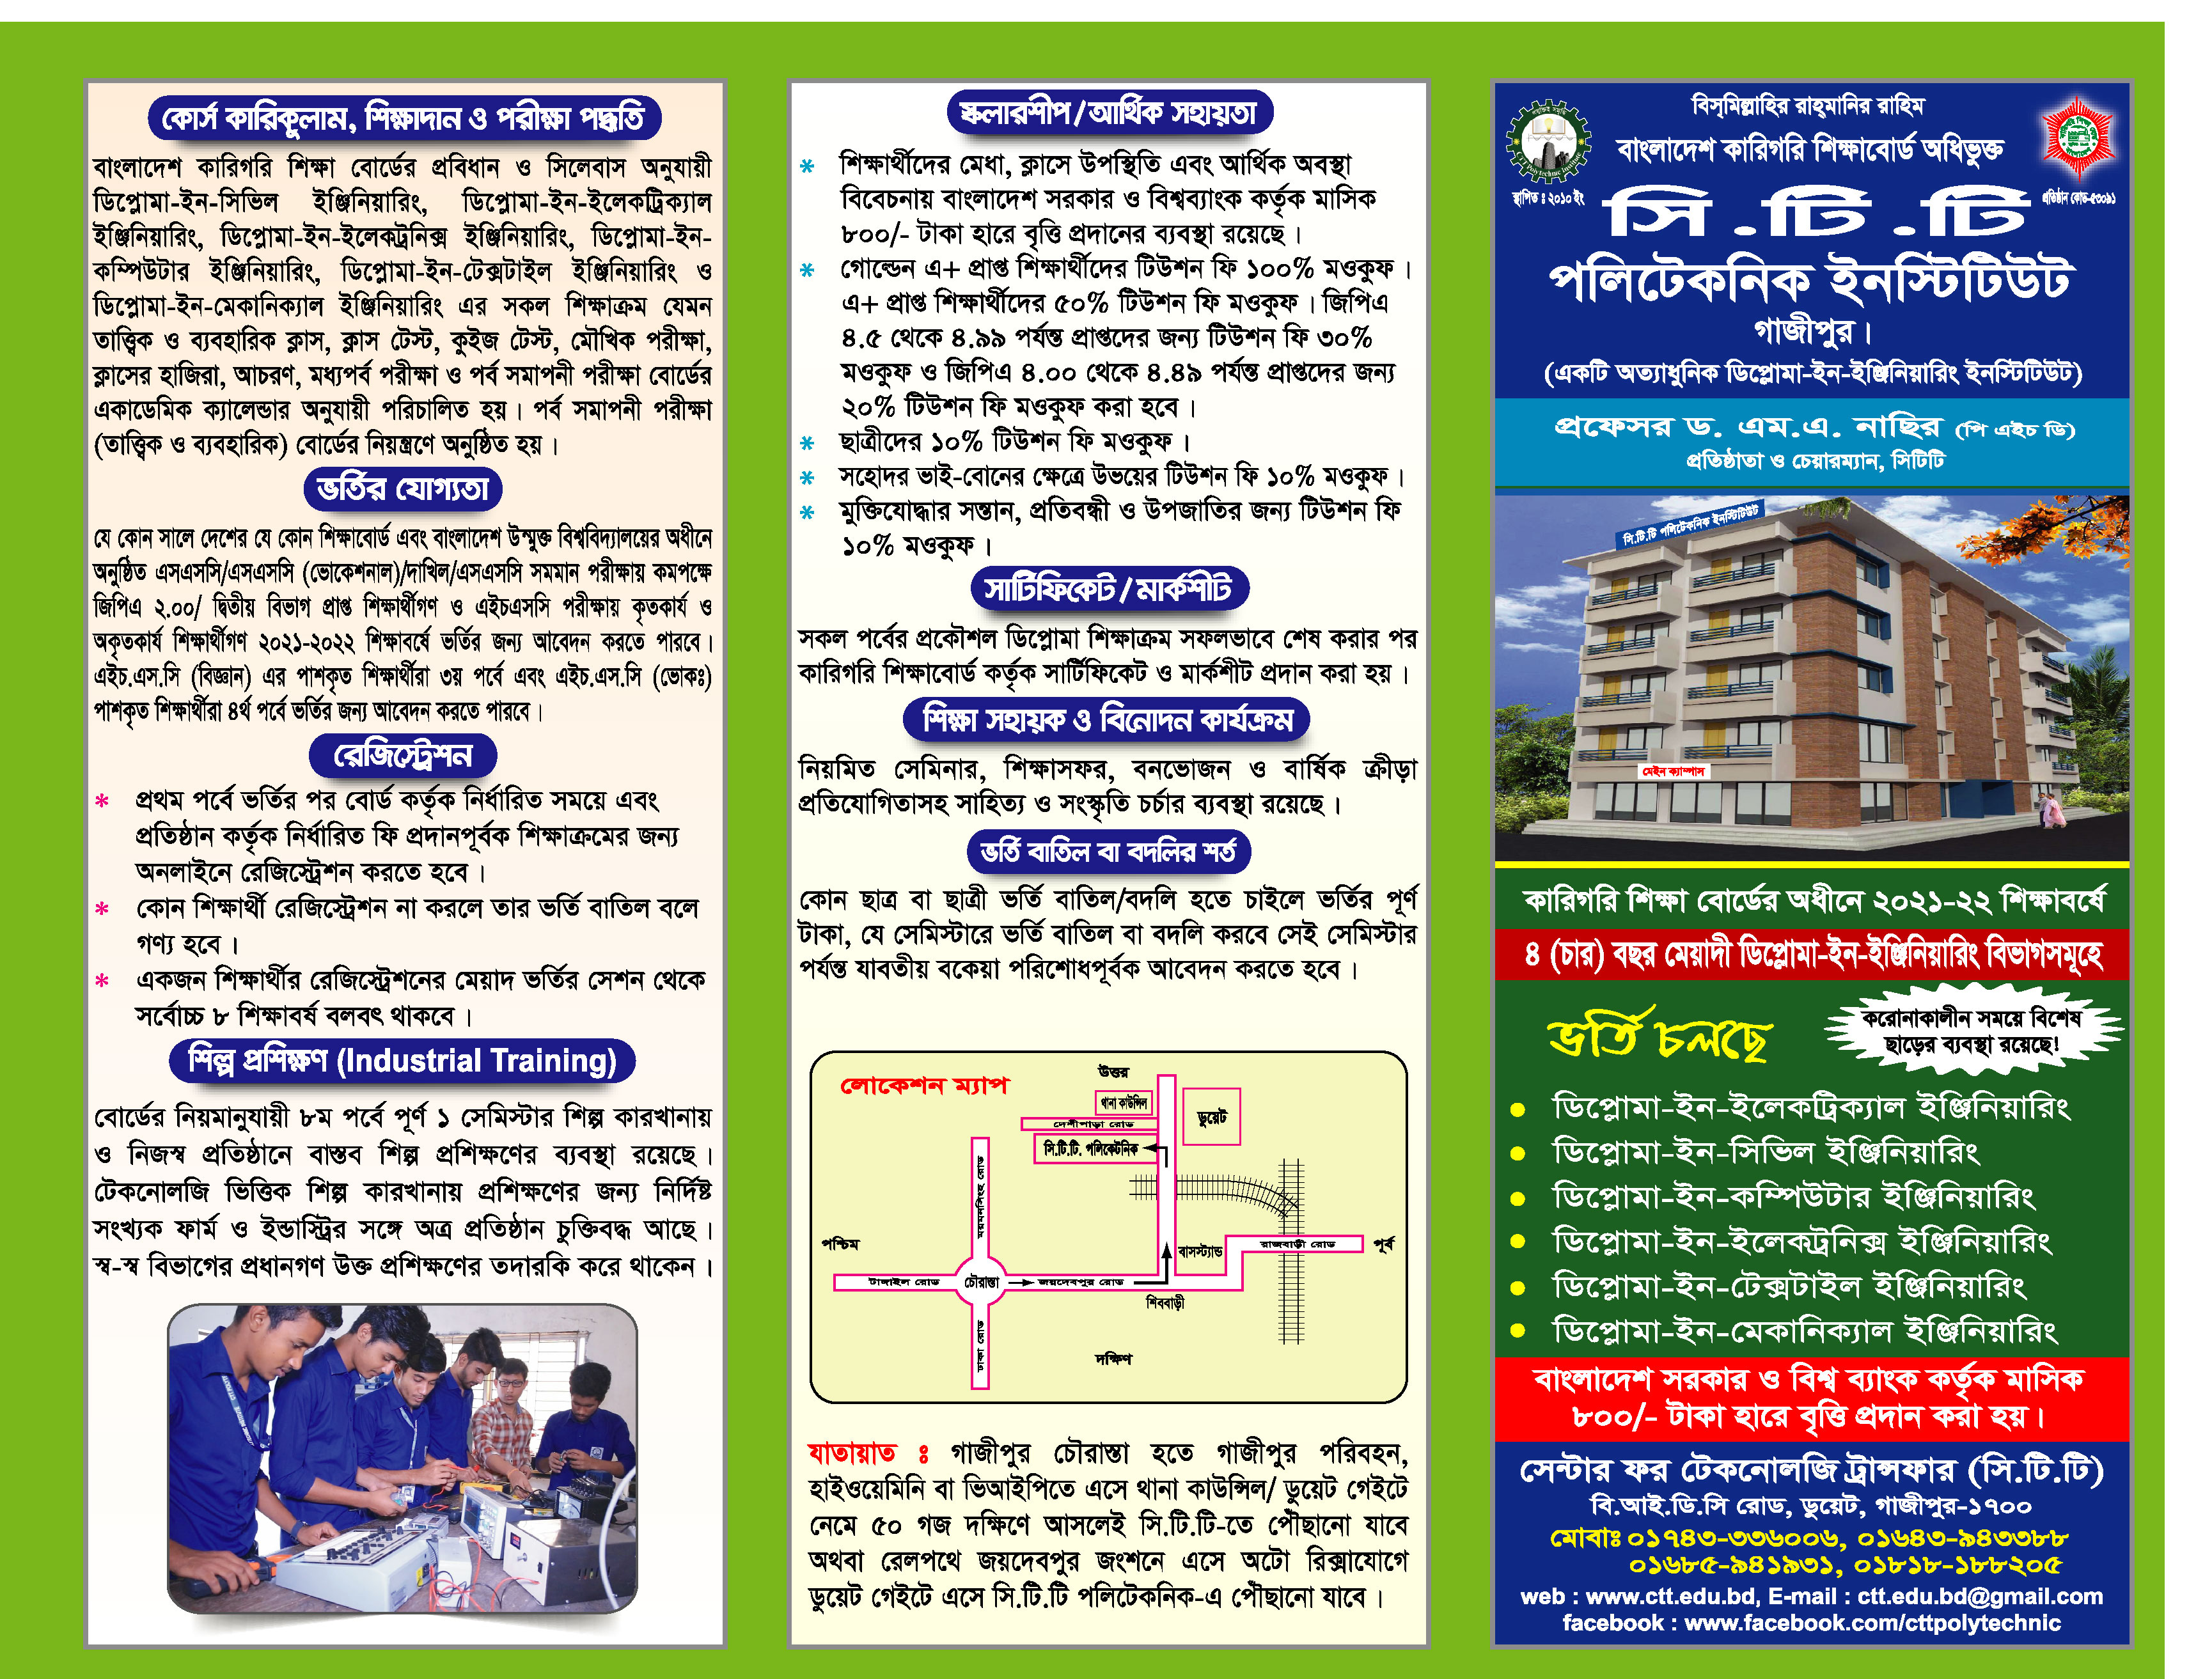 কোর্স কারিকুলাম, শিক্ষাদান ও পরীক্ষা পদ্ধতি
বাংলাদেশ কারিগরি শিক্ষা বোর্ডের প্রবিধান ও সিলেবাস অনুযায়ী
ডিপ্লোমা-ইন-সিভিল ইঞ্জিনিয়ারিং, ডিপ্লোমা-ইন-ইলেকট্রিক্যাল
ইঞ্জিনিয়ারিং, ডিপ্লোমা-ইন-ইলেকট্রনিক্স ইঞ্জিনিয়ারিং, ডিপ্লোমা-ইন-
কম্পিউটার ইঞ্জিনিয়ারিং, ডিপ্লোমা-ইন-টেক্সটাইল ইঞ্জিনিয়ারিং ও
ডিপ্লোমা-ইন-মেকানিক্যাল ইঞ্জিনিয়ারিং এর সকল শিক্ষাক্রম যেমন
তাত্ত্বিক ও ব্যবহারিক ক্লাস, ক্লাস টেস্ট, কুইজ টেস্ট, মৌখিক পরীক্ষা,
ক্লাসের হাজিরা, আচরণ, মধ্যপর্ব পরীক্ষা ও পর্ব সমাপনী পরীক্ষা বোর্ডের
একাডেমিক ক্যালেন্ডার অনুযায়ী পরিচালিত হয়। পর্ব সমাপনী পরীক্ষা
(তাত্ত্বিক ও ব্যবহারিক) বোর্ডের নিয়ন্ত্রণে অনুষ্ঠিত হয়।
ভর্তির যোগ্যতা
যে কোন সালে দেশের যে কোন শিক্ষাবোর্ড এবং বাংলাদেশ উম্মুক্ত বিশ্ববিদ্যালয়ের অধীনে
অনুষ্ঠিত এসএসসি/এসএসসি (ভোকেশনাল)/দাখিল/এসএসসি সমমান পরীক্ষায় কমপক্ষে
জিপিএ ২.০০/ দ্বিতীয় বিভাগ প্রাপ্ত শিক্ষার্থীগণ ও এইচএসসি পরীক্ষায় কৃতকার্য ও
অকৃতকার্য শিক্ষার্থীগণ ২০২১-২০২২ শিক্ষাবর্ষে ভর্তির জন্য আবেদন করতে পারবে।
এইচ.এস.সি (বিজ্ঞান) এর পাশকৃত শিক্ষার্থীরা ৩য় পর্বে এবং এইচ.এস.সি (ভোকঃ)
পাশকৃত শিক্ষার্থীরা ৪র্থ পর্বে ভর্তির জন্য আবেদন করতে পারবে।
রেজিস্ট্রেশন
* প্রথম পর্বে ভর্তির পর বোর্ড কর্তৃক নির্ধারিত সময়ে এবং
প্রতিষ্ঠান কর্তৃক নির্ধারিত ফি প্রদানপূর্বক শিক্ষাক্রমের জন্য
অনলাইনে রেজিস্ট্রেশন করতে হবে।
* কোন শিক্ষার্থী রেজিস্ট্রেশন না করলে তার ভর্তি বাতিল বলে
গণ্য হবে।
* একজন শিক্ষার্থীর রেজিস্ট্রেশনের মেয়াদ ভর্তির সেশন থেকে
সর্বোচ্চ ৮ শিক্ষাবর্ষ বলবৎ থাকবে।
শিল্প প্রশিক্ষণ (Industrial Training)
বোর্ডের নিয়মানুযায়ী ৮ম পর্বে পূর্ণ ১ সেমিস্টার শিল্প কারখানায়
ও নিজস্ব প্রতিষ্ঠানে বাস্তব শিল্প প্রশিক্ষণের ব্যবস্থা রয়েছে।
টেকনোলজি ভিত্তিক শিল্প কারখানায় প্রশিক্ষণের জন্য নির্দিষ্ট
সংখ্যক ফার্ম ও ইন্ডাস্ট্রির সঙ্গে অত্র প্রতিষ্ঠান চুক্তিবদ্ধ আছে।
স্ব-স্ব বিভাগের প্রধানগণ উক্ত প্রশিক্ষণের তদারকি করে থাকেন।
স্কলারশীপ/আর্থিক সহায়তা
* শিক্ষার্থীদের মেধা, ক্লাসে উপস্থিতি এবং আর্থিক অবস্থা
বিবেচনায় বাংলাদেশ সরকার ও বিশ্বব্যাংক কর্তৃক মাসিক
৮০০/- টাকা হারে বৃত্তি প্রদানের ব্যবস্থা রয়েছে।
* গোল্ডেন এ+ প্রাপ্ত শিক্ষার্থীদের টিউশন ফি ১০০% মওকুফ।
এ+ প্রাপ্ত শিক্ষার্থীদের ৫০% টিউশন ফি মওকুফ। জিপিএ
৪.৫ থেকে ৪.৯৯ পর্যন্ত প্রাপ্তদের জন্য টিউশন ফি ৩০%
মওকুফ ও জিপিএ ৪.০০ থেকে ৪.৪৯ পর্যন্ত প্রাপ্তদের জন্য
২০% টিউশন ফি মওকুফ করা হবে।
* ছাত্রীদের ১০% টিউশন ফি মওকুফ।
* সহোদর ভাই-বোনের ক্ষেত্রে উভয়ের টিউশন ফি ১০% মওকুফ।
* মুক্তিযোদ্ধার সন্তান, প্রতিবন্ধী ও উপজাতির জন্য টিউশন ফি
১০% মওকুফ।
সার্টিফিকেট/মার্কশীট
সকল পর্বের প্রকৌশল ডিপ্লোমা শিক্ষাক্রম সফলভাবে শেষ করার পর
কারিগরি শিক্ষাবোর্ড কর্তৃক সার্টিফিকেট ও মার্কশীট প্রদান করা হয়।
শিক্ষা সহায়ক ও বিনোদন কার্যক্রম
নিয়মিত সেমিনার, শিক্ষাসফর, বনভোজন ও বার্ষিক ক্রীড়া
প্রতিযোগিতাসহ সাহিত্য ও সংস্কৃতি চর্চার ব্যবস্থা রয়েছে।
ভর্তি বাতিল বা বদলির শর্ত
কোন ছাত্র বা ছাত্রী ভর্তি বাতিল/বদলি হতে চাইলে ভর্তির পূর্ণ
টাকা, যে সেমিস্টারে ভর্তি বাতিল বা বদলি করবে সেই সেমিস্টার
পর্যন্ত যাবতীয় বকেয়া পরিশোধপূর্বক আবেদন করতে হবে।
লোকেশন ম্যাপ
উত্তর
থানা কাউন্সিল
ডুয়েট
দেশীপাড়া রোড
সি.টি.টি. পলিকেটনিক
ময়মনসিংহ রোড
পশ্চিম
বাসস্ট্যান্ড
রাজবাড়ী রোড
পূর্ব
টাঙ্গাইল রোড
চৌরাস্তা
জয়দেবপুর রোড
শিববাড়ী
ঢাকা রোড
দক্ষিণ
যাতায়াত ঃ গাজীপুর চৌরাস্তা হতে গাজীপুর পরিবহন,
হাইওয়েমিনি বা ভিআইপিতে এসে থানা কাউন্সিল/ ডুয়েট গেইটে
নেমে ৫০ গজ দক্ষিণে আসলেই সি.টি.টি-তে পৌঁছানো যাবে
অথবা রেলপথে জয়দেবপুর জংশনে এসে অটো রিক্সাযোগে
ডুয়েট গেইটে এসে সি.টি.টি পলিটেকনিক-এ পৌঁছানো যাবে।
বিস্‌মিল্লাহির রাহ্‌মানির রাহিম
বাংলাদেশ কারিগরি শিক্ষাবোর্ড অধিভুক্ত
CTT Polytechnic Institute
স্থাপিত ঃ ২০১০ ইং
প্রতিষ্ঠান কোড-৫৩০৯১
সি.টি.টি
পলিটেকনিক ইনস্টিটিউট
গাজীপুর।
(একটি অত্যাধুনিক ডিপ্লোমা-ইন-ইঞ্জিনিয়ারিং ইনস্টিটিউট)
প্রফেসর ড. এম.এ. নাছির (পি এইচ ডি)
প্রতিষ্ঠাতা ও চেয়ারম্যান, সিটিটি
সি.টি.টি পলিটেকনিক ইনস্টিটিউট
মেইন ক্যাম্পাস
কারিগরি শিক্ষা বোর্ডের অধীনে ২০২১-২২ শিক্ষাবর্ষে
৪ (চার) বছর মেয়াদী ডিপ্লোমা-ইন-ইঞ্জিনিয়ারিং বিভাগসমূহে
ভর্তি চলছে
করোনাকালীন সময়ে বিশেষ
ছাড়ের ব্যবস্থা রয়েছে!
● ডিপ্লোমা-ইন-ইলেকট্রিক্যাল ইঞ্জিনিয়ারিং
● ডিপ্লোমা-ইন-সিভিল ইঞ্জিনিয়ারিং
● ডিপ্লোমা-ইন-কম্পিউটার ইঞ্জিনিয়ারিং
● ডিপ্লোমা-ইন-ইলেকট্রনিক্স ইঞ্জিনিয়ারিং
● ডিপ্লোমা-ইন-টেক্সটাইল ইঞ্জিনিয়ারিং
● ডিপ্লোমা-ইন-মেকানিক্যাল ইঞ্জিনিয়ারিং
বাংলাদেশ সরকার ও বিশ্ব ব্যাংক কর্তৃক মাসিক
৮০০/- টাকা হারে বৃত্তি প্রদান করা হয়।
সেন্টার ফর টেকনোলজি ট্রান্সফার (সি.টি.টি)
বি.আই.ডি.সি রোড, ডুয়েট, গাজীপুর-১৭০০
মোবাঃ ০১৭৪৩-৩৩৬০০৬, ০১৬৪৩-৯৪৩৩৮৮
০১৬৮৫-৯৪১৯৩১, ০১৮১৮-১৮৮২০৫
web : www.ctt.edu.bd, E-mail : ctt.edu.bd@gmail.com
facebook : www.facebook.com/cttpolytechnic